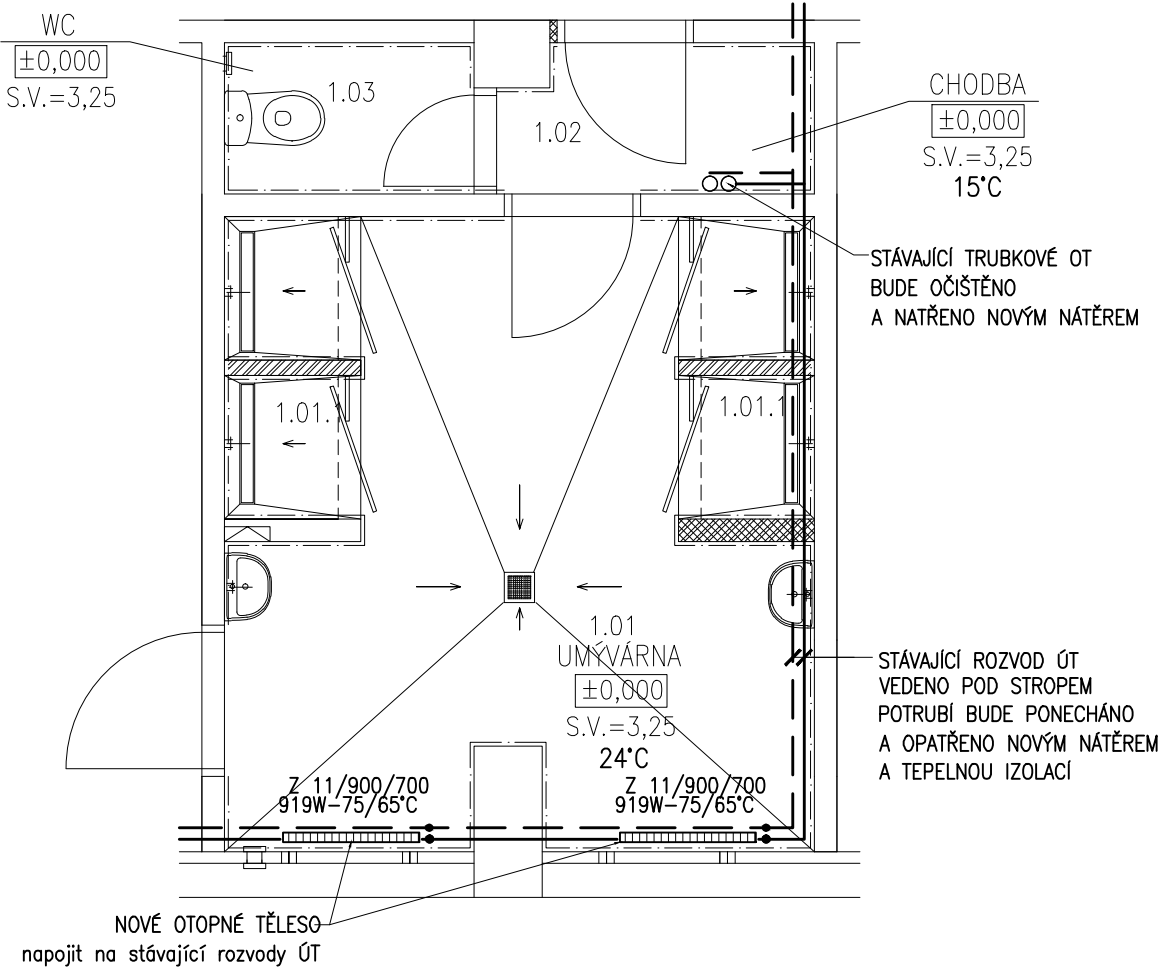 WC
±0,000
S.V.=3,25
1.03
1.02
CHODBA
±0,000
S.V.=3,25
15°C
STÁVAJÍCÍ TRUBKOVÉ OT
BUDE OČIŠTĚNO
A NATŘENO NOVÝM NÁTĚREM
1.01.1
1.01.1
1.01
UMÝVÁRNA
±0,000
S.V.=3,25
24°C
STÁVAJÍCÍ ROZVOD ÚT
VEDENO POD STROPEM
POTRUBÍ BUDE PONECHÁNO
A OPATŘENO NOVÝM NÁTĚREM
A TEPELNOU IZOLACÍ
Z 11/900/700
919W-75/65°C
Z 11/900/700
919W-75/65°C
NOVÉ OTOPNÉ TĚLESO
napojit na stávající rozvody ÚT